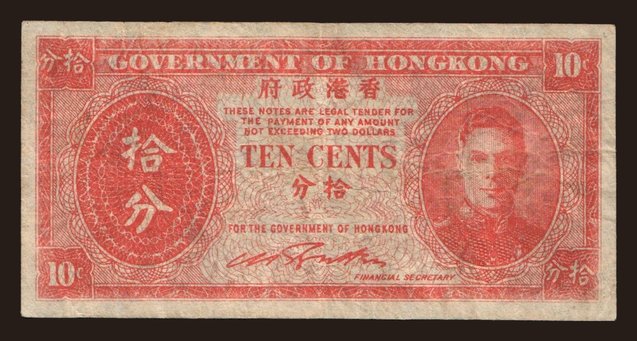 拾分
GOVERNMENT OF HONGKONG
10¢
府政港香
THESE NOTES ARE LEGAL TENDER FOR
THE PAYMENT OF ANY AMOUNT
NOT EXCEEDING TWO DOLLARS
TEN CENTS
分拾
拾
分
FOR THE GOVERNMENT OF HONGKONG
FINANCIAL SECRETARY
10¢
分拾